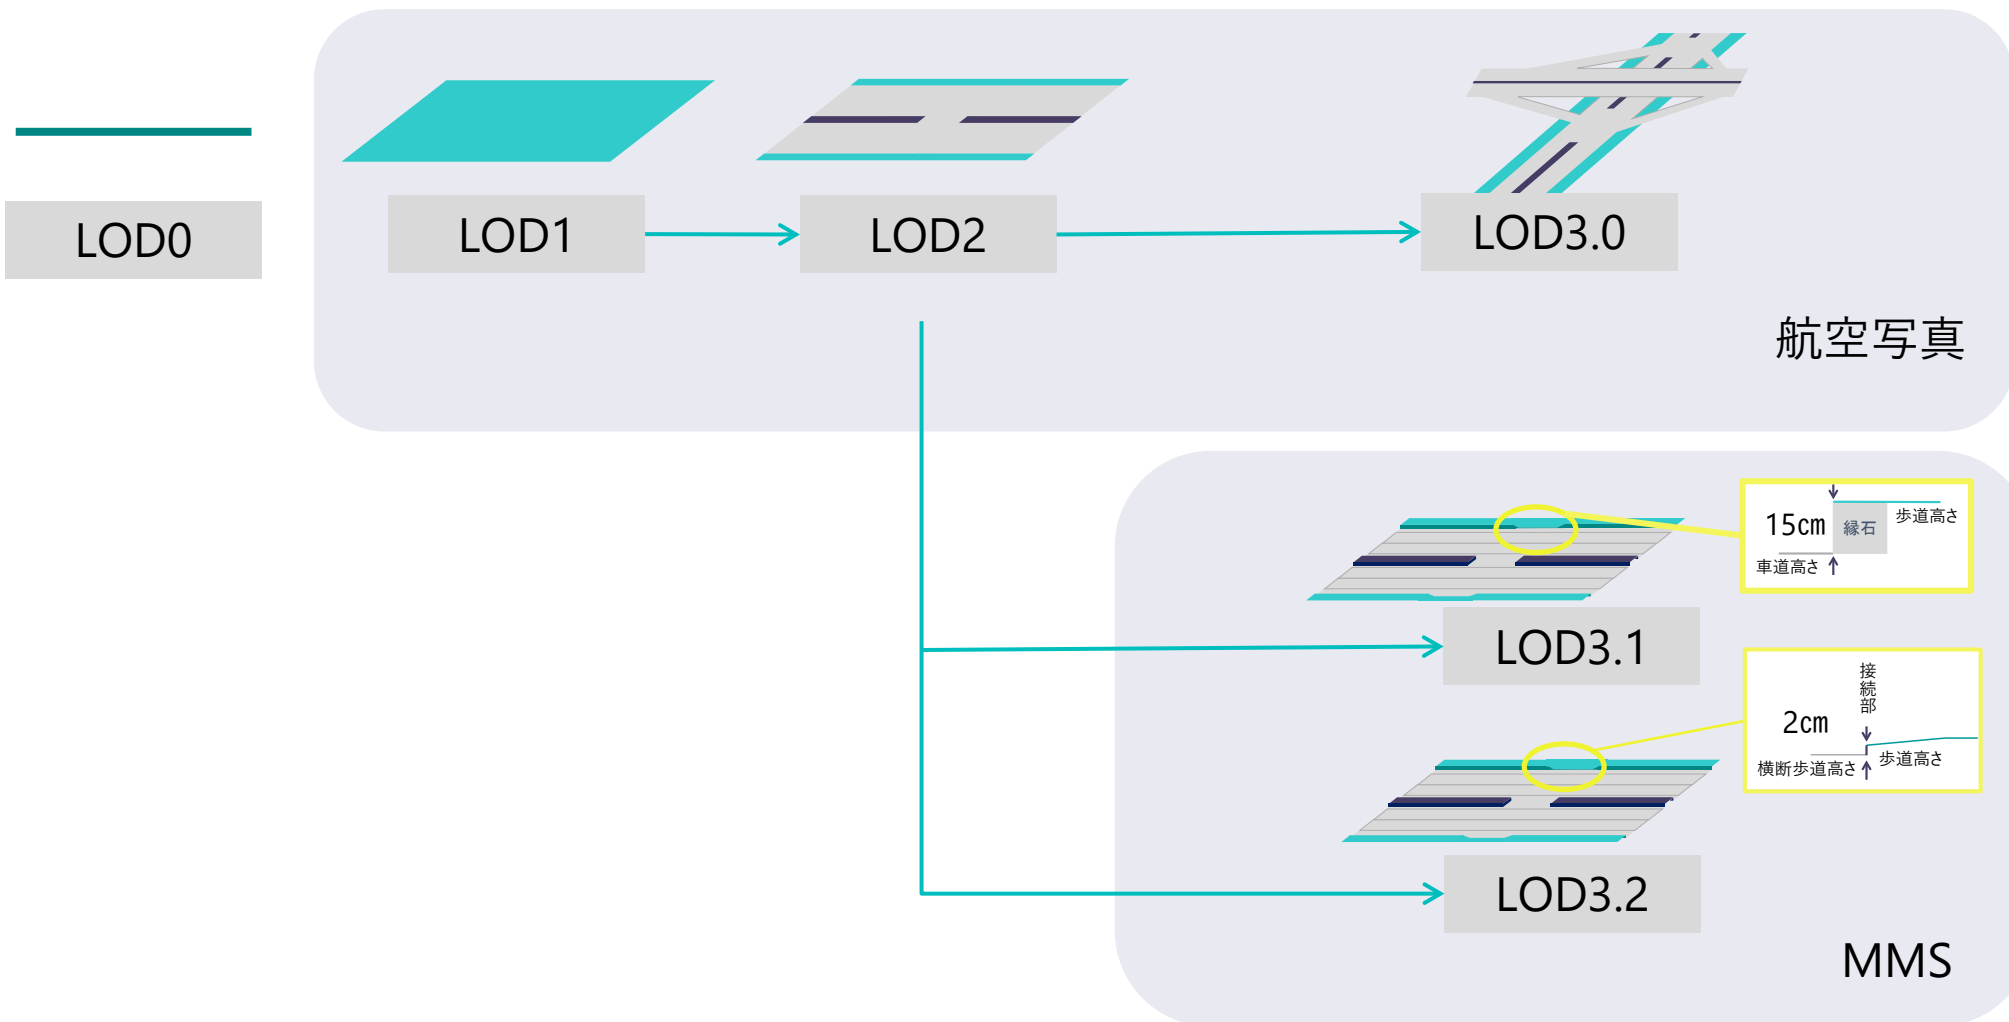 LOD0
LOD1
LOD2
LOD3.0
航空写真
15cm
縁石
歩道高さ
車道高さ
LOD3.1
接続部
2cm
横断歩道高さ
歩道高さ
LOD3.2
MMS